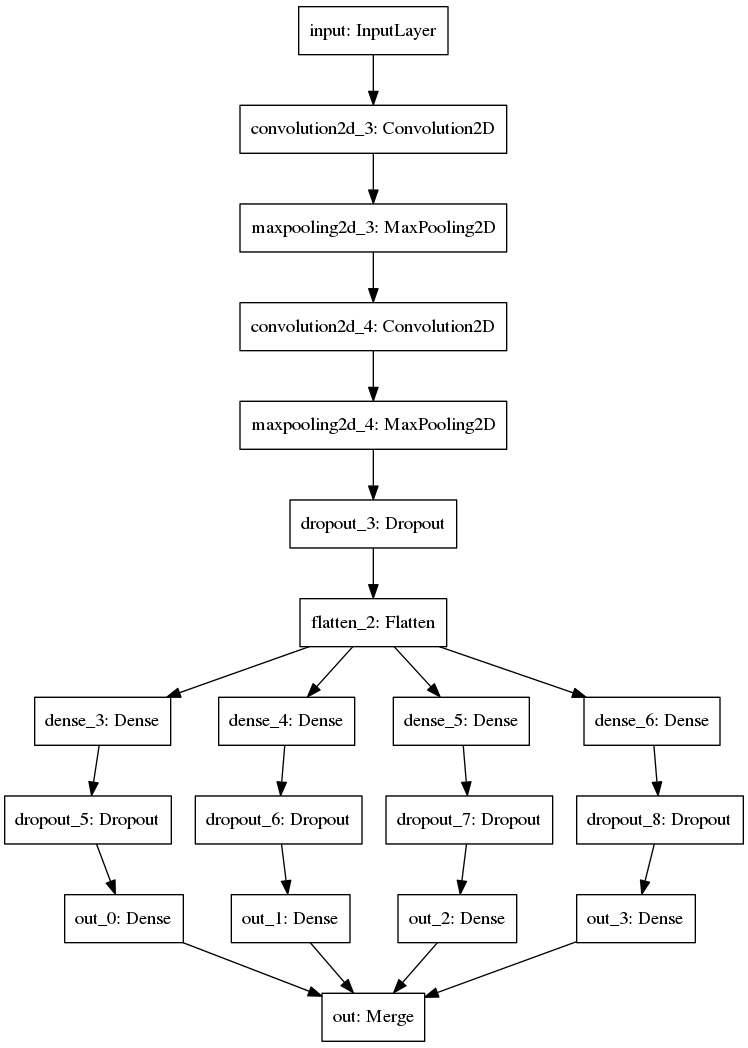 input: InputLayer
convolution2d_3: Convolution2D
maxpooling2d_3: MaxPooling2D
convolution2d_4: Convolution2D
maxpooling2d_4: MaxPooling2D
dropout_3: Dropout
flatten_2: Flatten
dense_3: Dense
dense_4: Dense
dense_5: Dense
dense_6: Dense
dropout_5: Dropout
dropout_6: Dropout
dropout_7: Dropout
dropout_8: Dropout
out_0: Dense
out_1: Dense
out_2: Dense
out_3: Dense
out: Merge